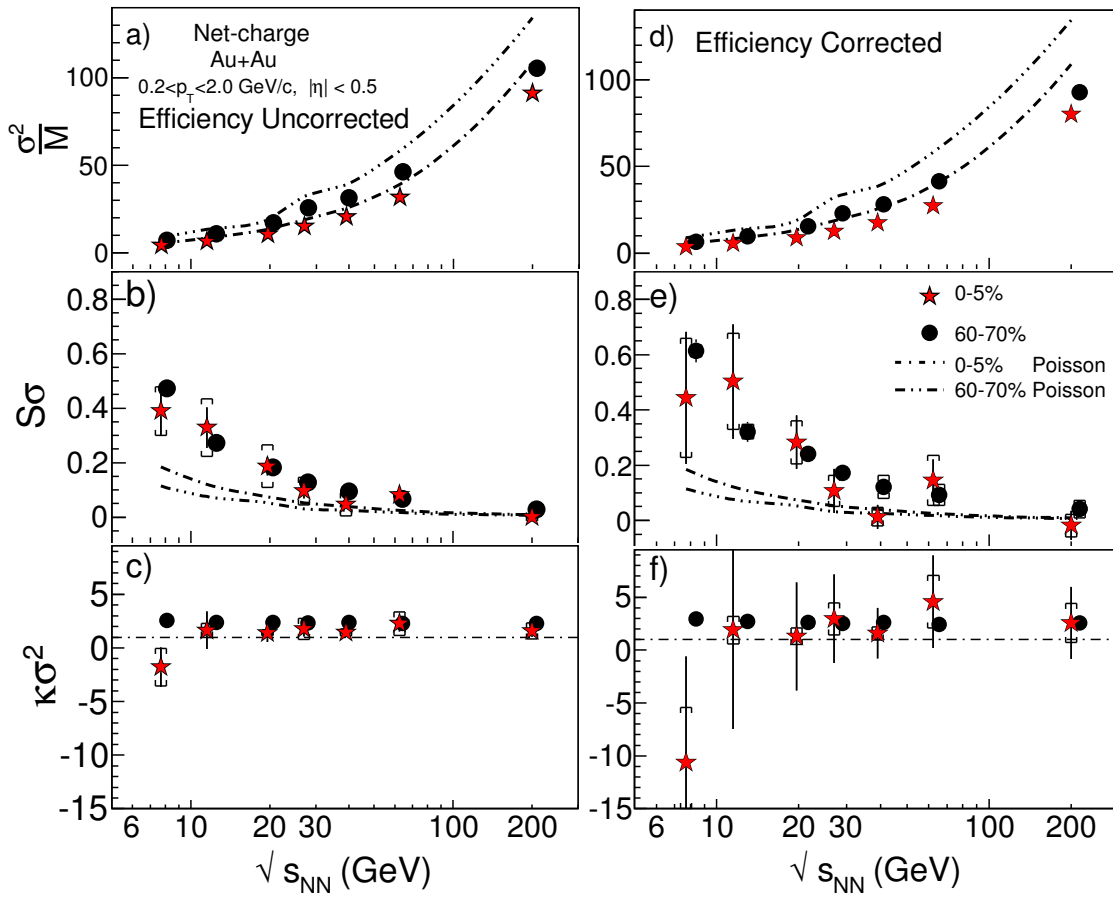 a)
Net-charge
Au+Au
0.2<p_T<2.0 GeV/c, |η| < 0.5
Efficiency Uncorrected
σ²/M
100
50
0
d)
Efficiency Corrected
100
50
0
b)
Sσ
0.8
0.6
0.4
0.2
0
e)
0-5%
60-70%
0-5% Poisson
60-70% Poisson
0.8
0.6
0.4
0.2
0
c)
κσ²
5
0
-5
-10
-15
6 10 20 30 100 200
√ s_NN (GeV)
f)
5
0
-5
-10
-15
6 10 20 30 100 200
√ s_NN (GeV)